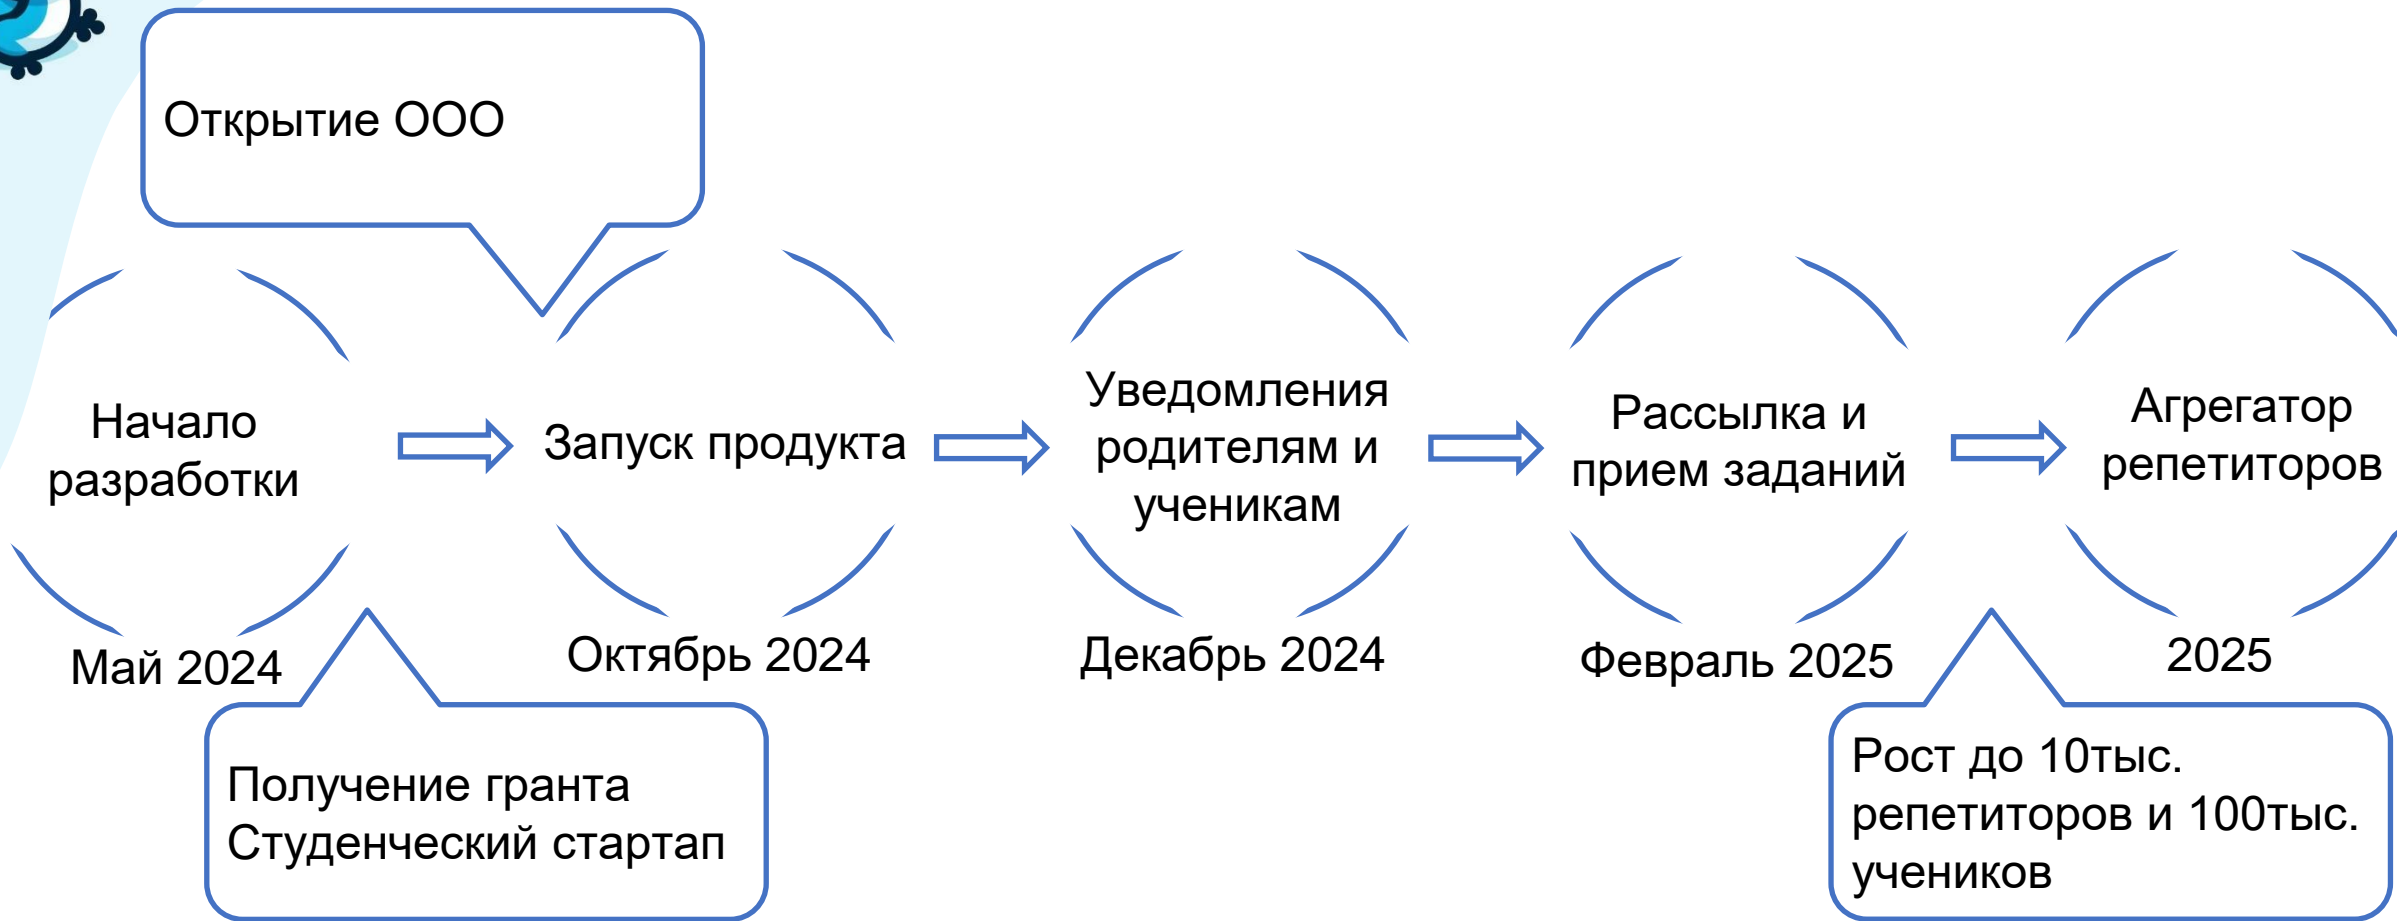 Открытие ООО
Начало
разработки
Запуск продукта
Уведомления
родителям и
ученикам
Рассылка и
прием заданий
Агрегатор
репетиторов
Май 2024
Октябрь 2024
Декабрь 2024
Февраль 2025
2025
Получение гранта
Студенческий стартап
Рост до 10тыс.
репетиторов и 100тыс.
учеников